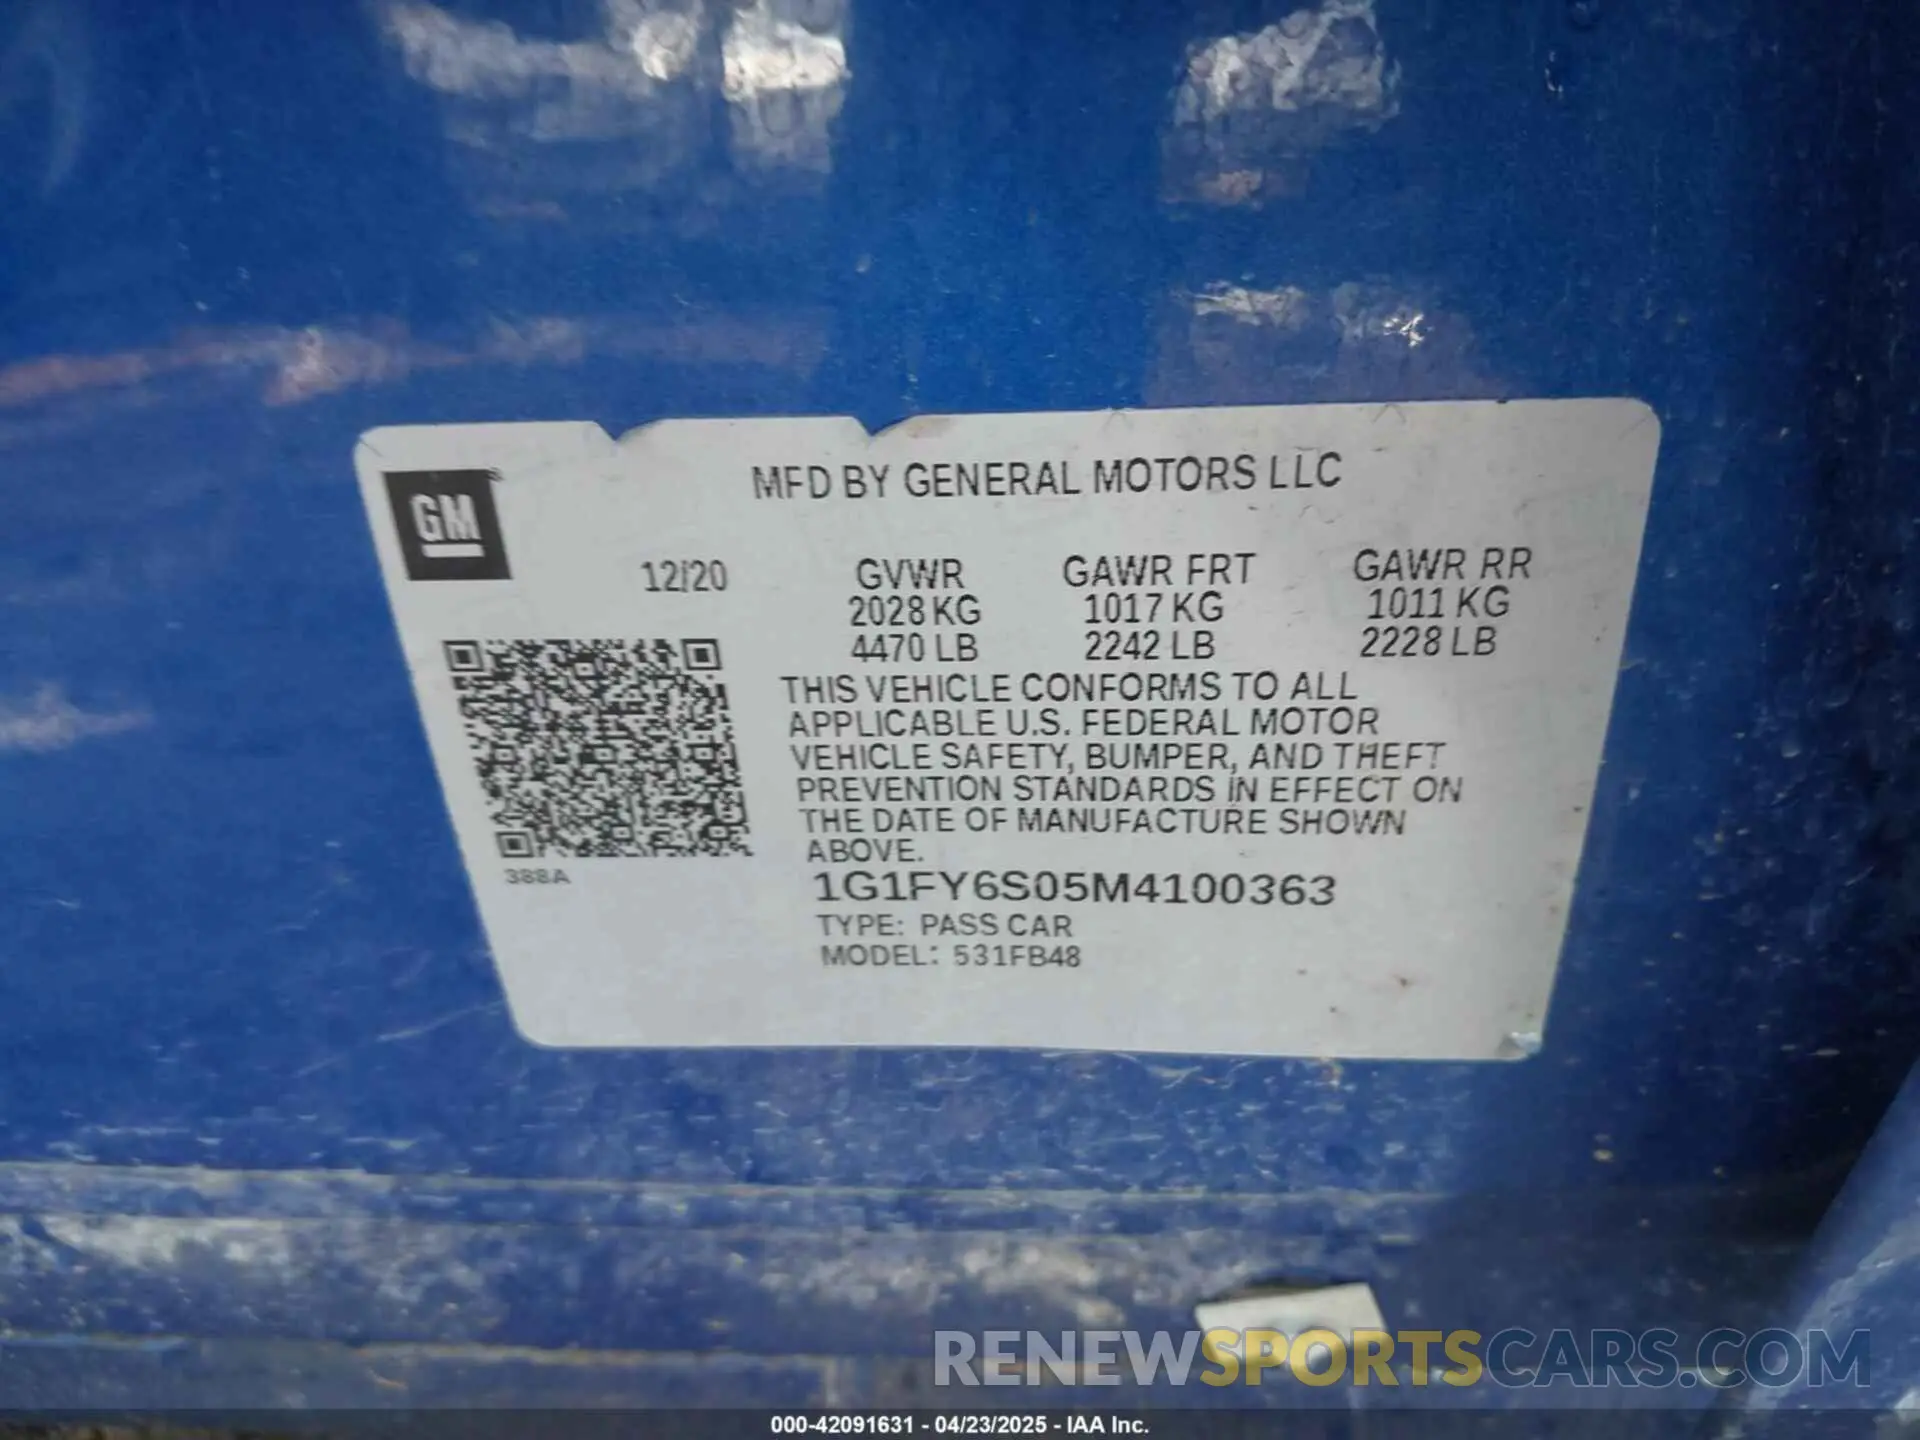 MFD BY GENERAL MOTORS LLC
GM®
12/20
GVWR GAWR FRT GAWR RR
2028 KG 1017 KG 1011 KG
4470 LB 2242 LB 2228 LB
THIS VEHICLE CONFORMS TO ALL
APPLICABLE U.S. FEDERAL MOTOR
VEHICLE SAFETY, BUMPER, AND THEFT
PREVENTION STANDARDS IN EFFECT ON
THE DATE OF MANUFACTURE SHOWN
ABOVE.
388A
1G1FY6S05M4100363
TYPE: PASS CAR
MODEL: 531FB48
RENEWSPORTSCARS.COM
000-42091631 - 04/23/2025 - IAA Inc.